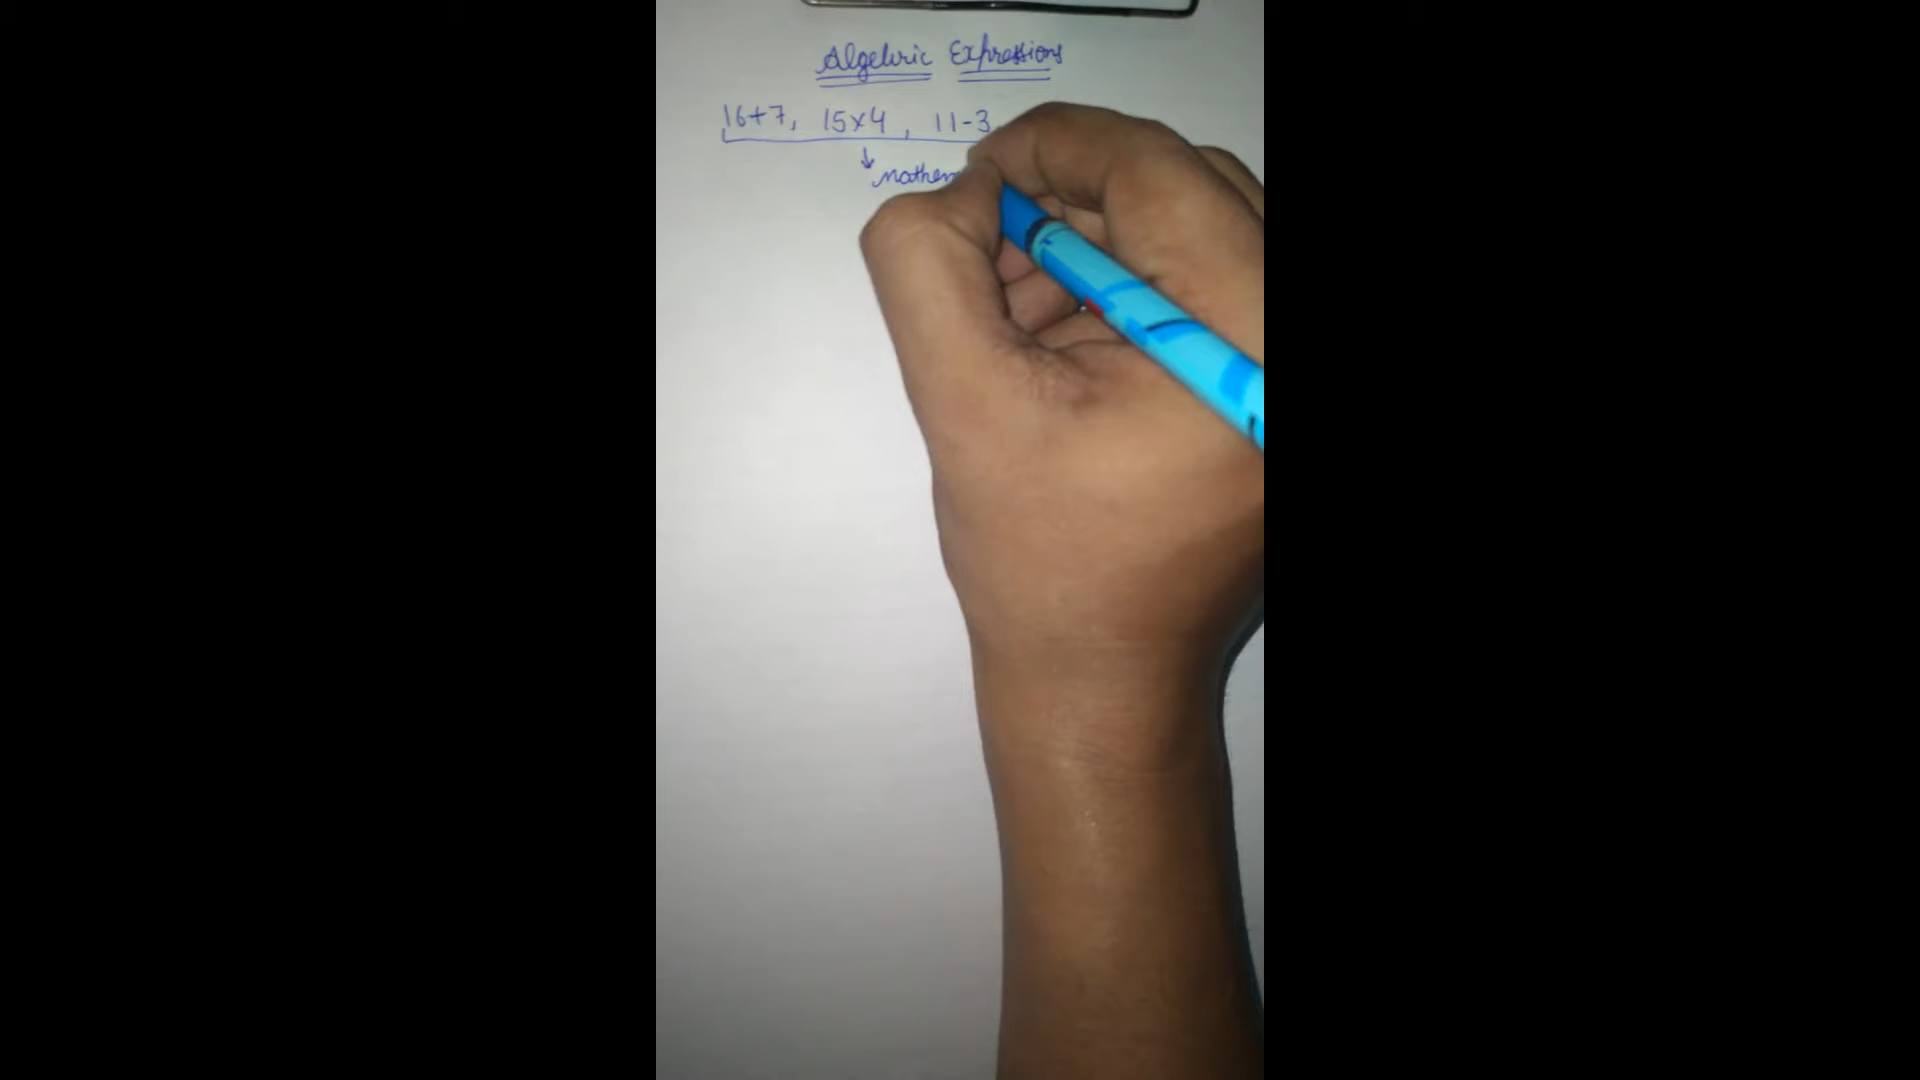 Algebric Expressions
16+7, 15×4, 11-3
↓
mathem